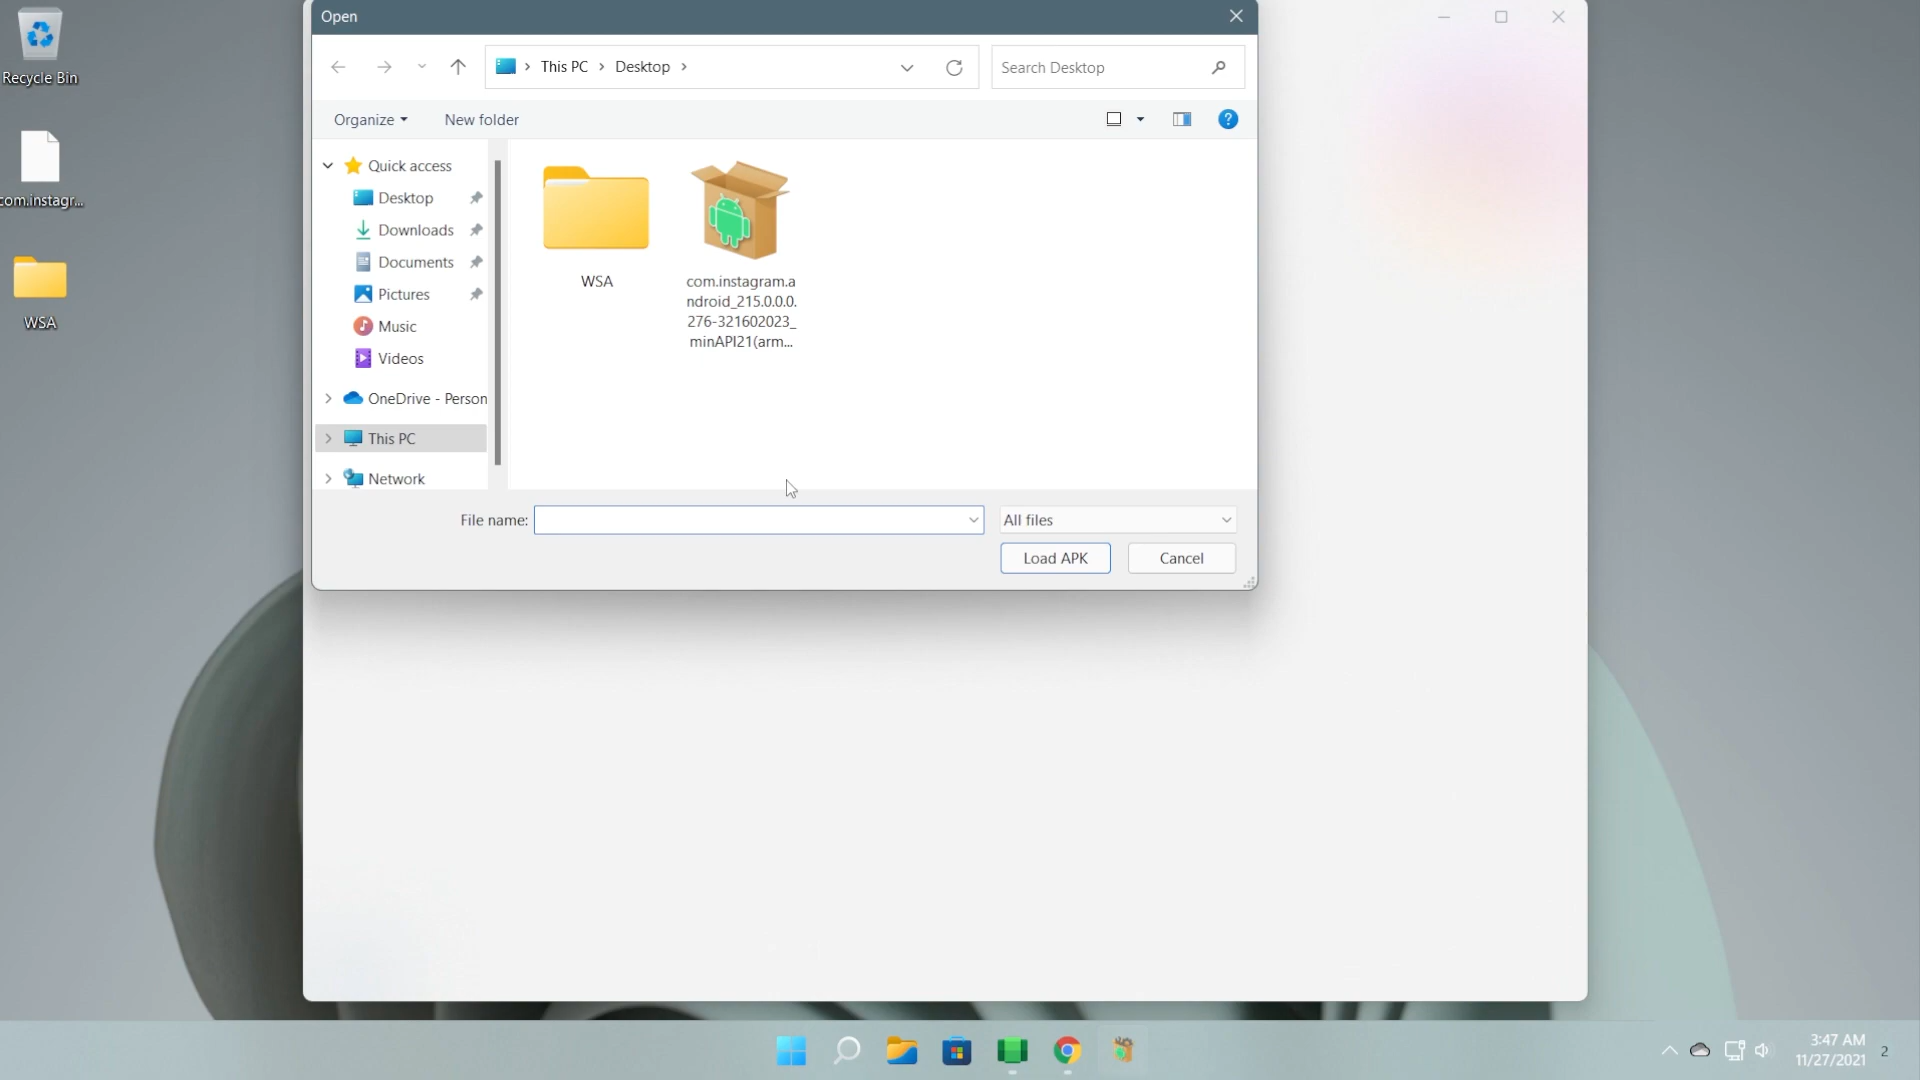 Recycle Bin
com.instagr...
WSA
Open
This PC
Desktop
Search Desktop
Organize
New folder
?
Quick access
Desktop
Downloads
Documents
Pictures
Music
Videos
OneDrive - Person
This PC
Network
WSA
com.instagram.a
ndroid_215.0.0.0.
276-321602023_
minAPI21(arm...
File name:
All files
Load APK
Cancel
3:47 AM
11/27/2021
2